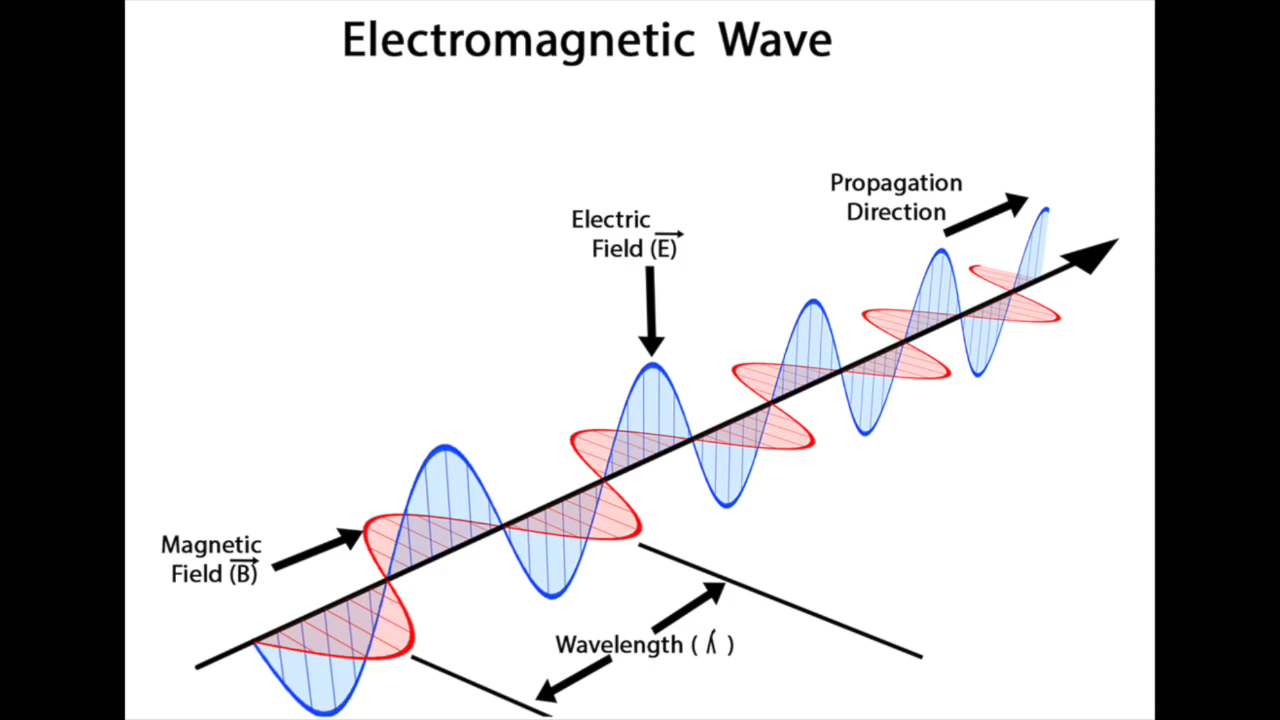 Electromagnetic Wave
Propagation
Direction
Electric
Field (E)
Magnetic
Field (B)
Wavelength ( λ )